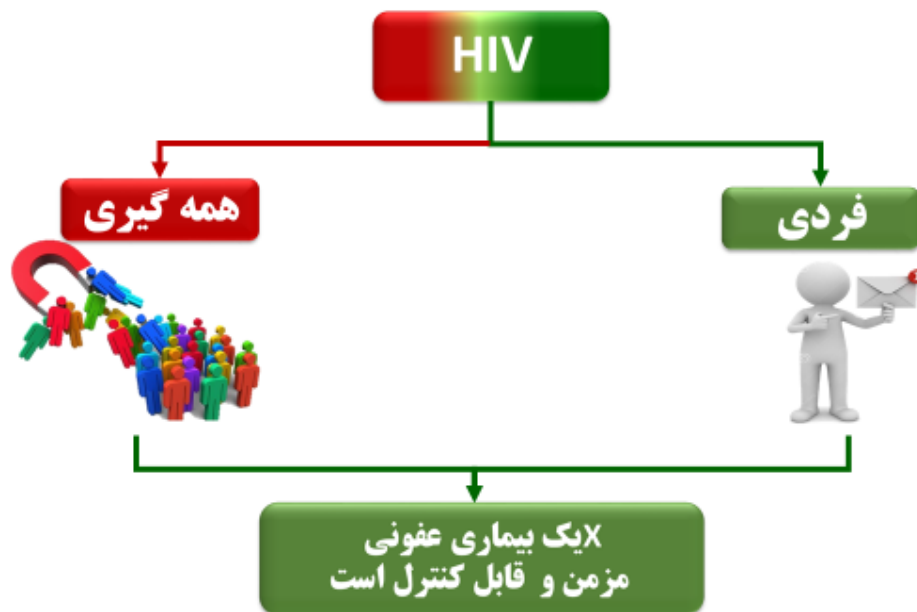 HIV
فردی
همه گیری
Xیک بیماری عفونی
مزمن و قابل کنترل است